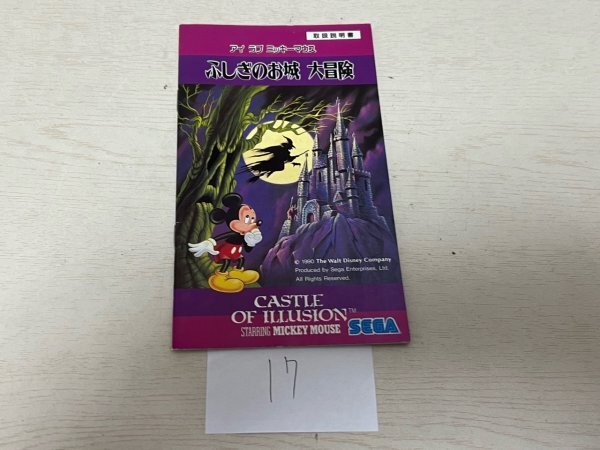 取扱説明書
アイ ラブ ミッキーマウス
ふしぎのお城 大冒険
© 1990 The Walt Disney Company
Produced by Sega Enterprises, Ltd.
All Rights Reserved.
CASTLE
OF ILLUSION™
STARRING MICKEY MOUSE
SEGA
17